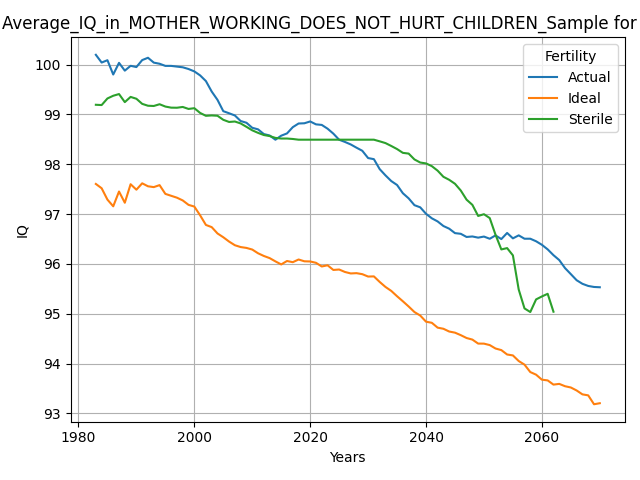 Average_IQ_in_MOTHER_WORKING_DOES_NOT_HURT_CHILDREN_Sample for
Fertility
Actual
Ideal
Sterile
IQ
100
99
98
97
96
95
94
93
1980 2000 2020 2040 2060
Years